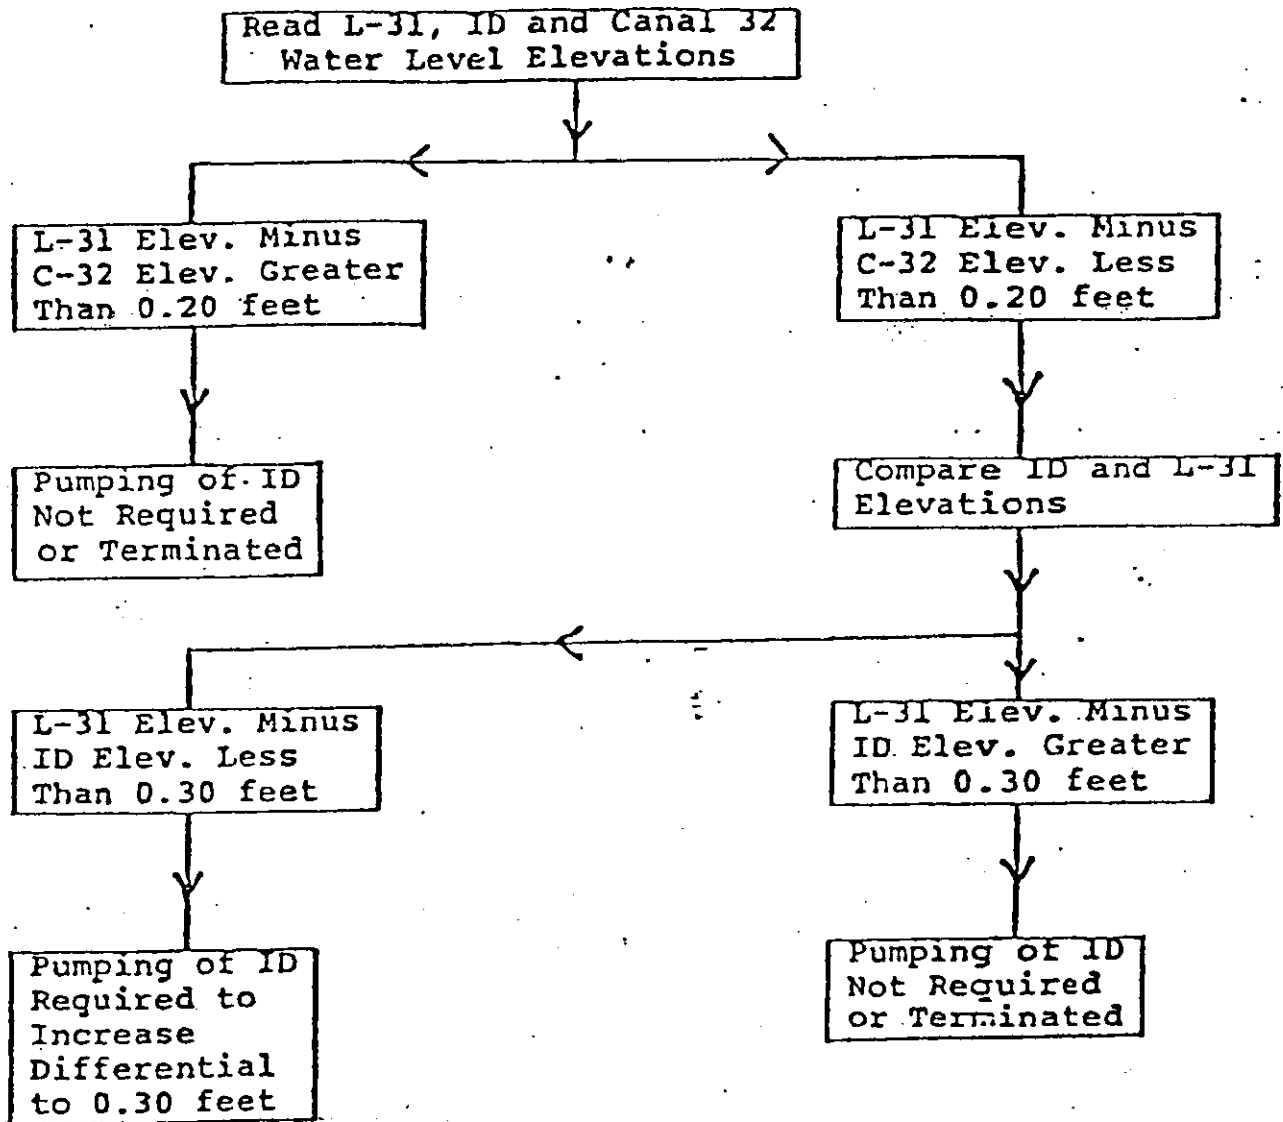 Read L-31, ID and Canal 32
Water Level Elevations
L-31 Elev. Minus
C-32 Elev. Greater
Than 0.20 feet
L-31 Elev. Minus
C-32 Elev. Less
Than 0.20 feet
Pumping of ID
Not Required
or Terminated
Compare ID and L-31
Elevations
L-31 Elev. Minus
ID Elev. Less
Than 0.30 feet
L-31 Elev. Minus
ID Elev. Greater
Than 0.30 feet
Pumping of ID
Required to
Increase
Differential
to 0.30 feet
Pumping of ID
Not Required
or Terminated